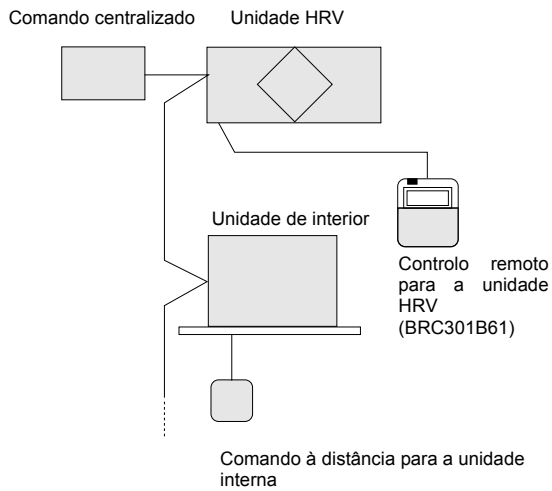 Comando centralizado
Unidade HRV
Unidade de interior
Controlo remoto
para a unidade
HRV
(BRC301B61)
Comando à distância para a unidade
interna